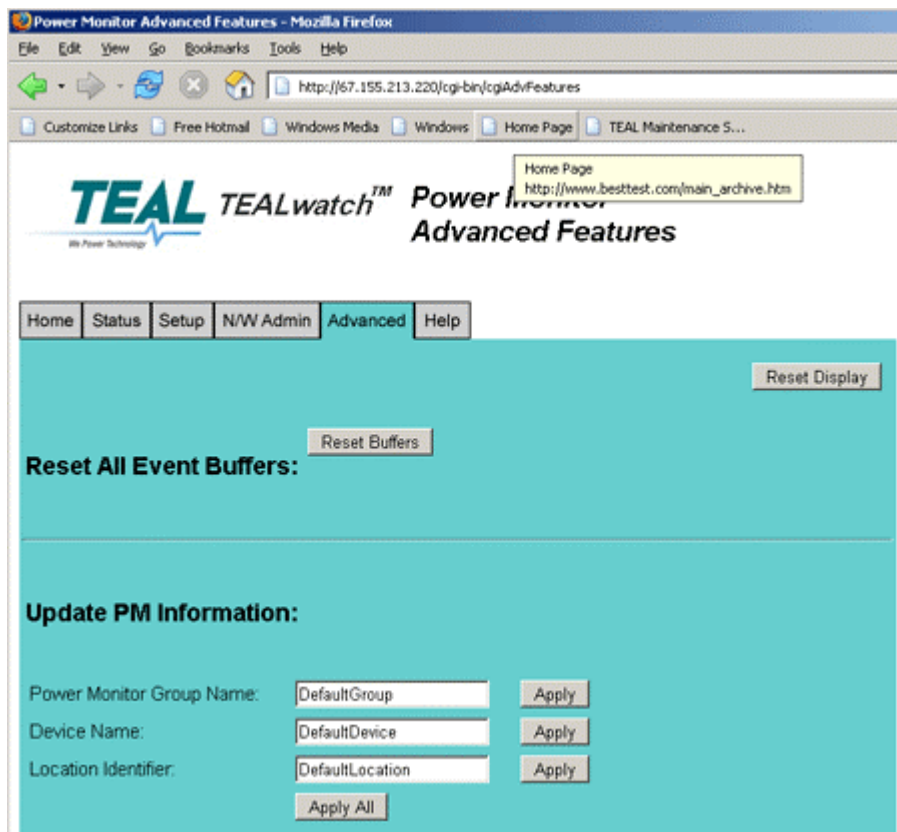 Power Monitor Advanced Features - Mozilla Firefox
File Edit View Go Bookmarks Tools Help
http://67.155.213.220/cgi-bin/cgiAdvFeatures
Customize Links Free Hotmail Windows Media Windows Home Page TEAL Maintenance S...
Home Page
http://www.besttest.com/main_archive.htm
TEAL TEALwatch™ Power Monitor
Advanced Features
We Power Technology
Home Status Setup N/W Admin Advanced Help
Reset Display
Reset Buffers
Reset All Event Buffers:
Update PM Information:
Power Monitor Group Name: DefaultGroup Apply
Device Name: DefaultDevice Apply
Location Identifier: DefaultLocation Apply
Apply All